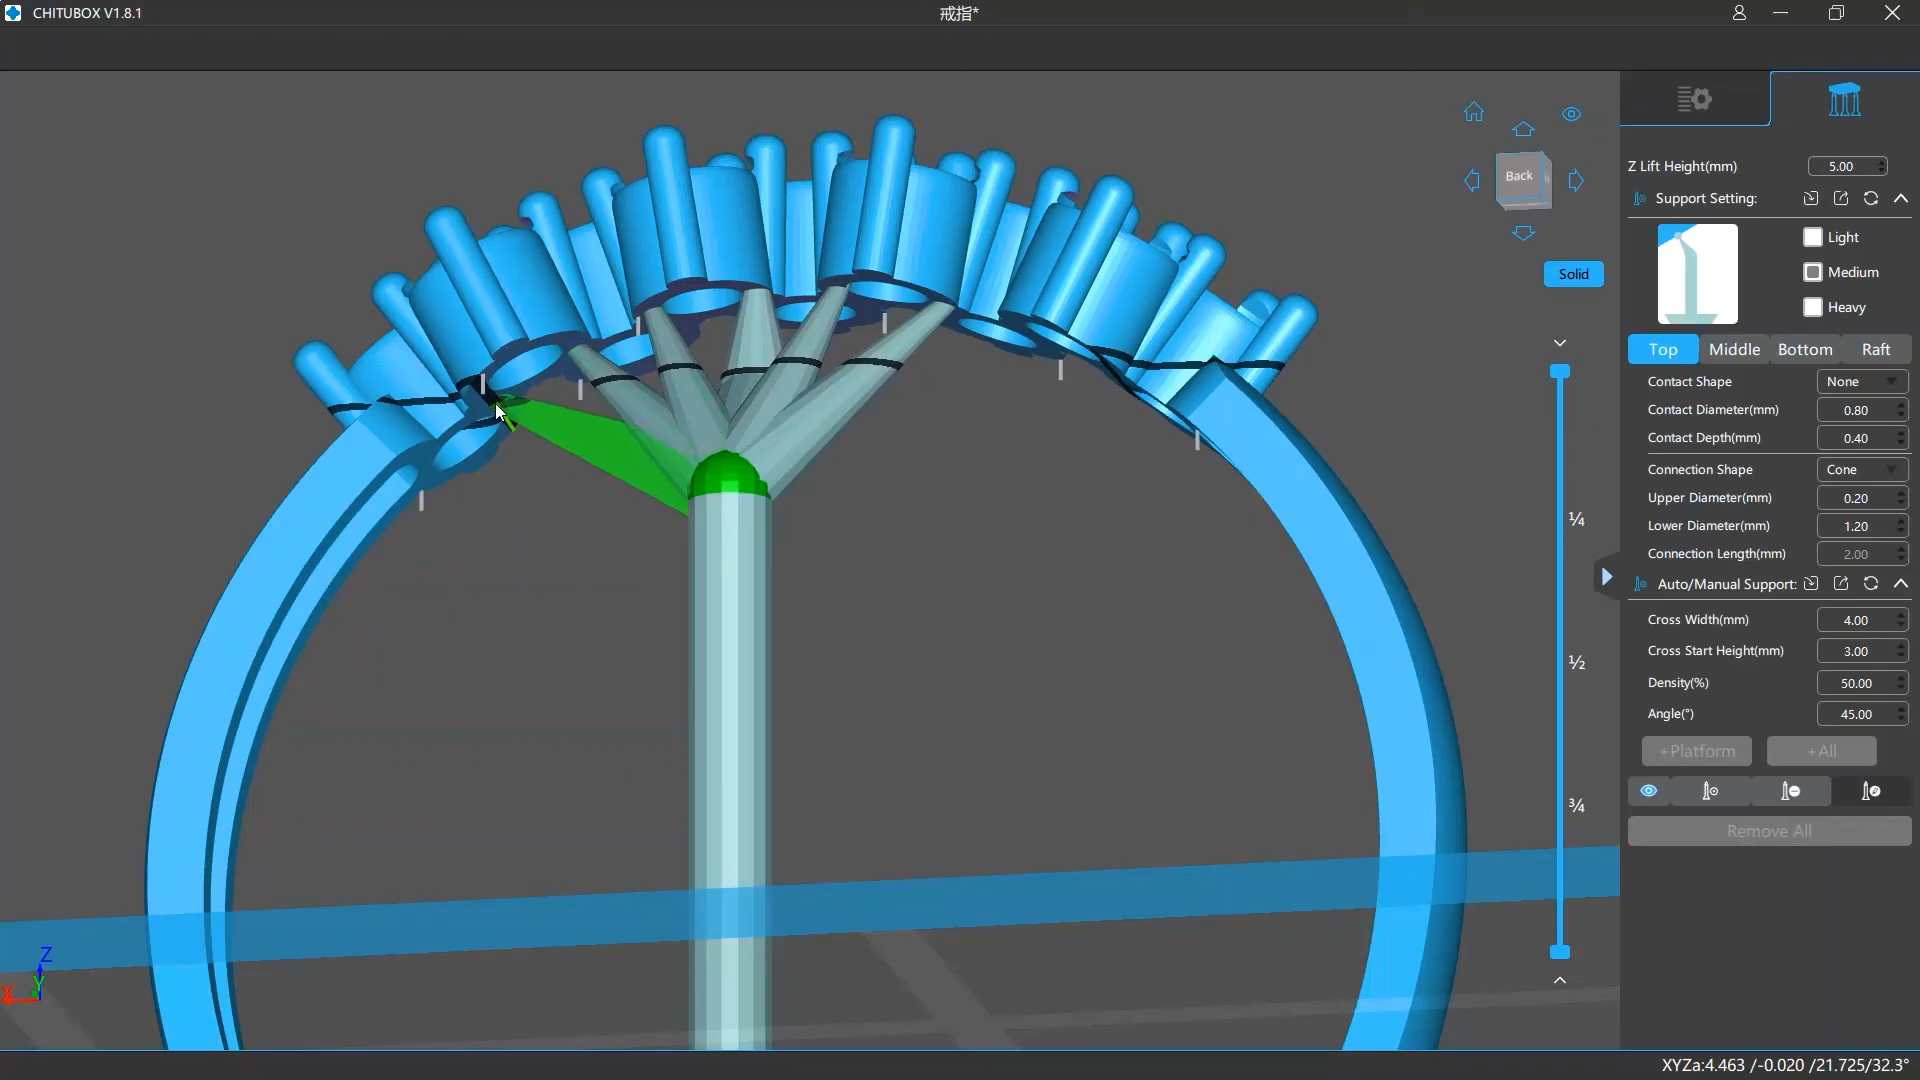 CHITUBOX V1.8.1
戒指*
Back
Solid
¼
½
¾
Z
Y
X
Z Lift Height(mm) 5.00
Support Setting:
Light
Medium
Heavy
Top Middle Bottom Raft
Contact Shape None
Contact Diameter(mm) 0.80
Contact Depth(mm) 0.40
Connection Shape Cone
Upper Diameter(mm) 0.20
Lower Diameter(mm) 1.20
Connection Length(mm) 2.00
Auto/Manual Support:
Cross Width(mm) 4.00
Cross Start Height(mm) 3.00
Density(%) 50.00
Angle(°) 45.00
+Platform +All
Remove All
XYZa:4.463 /-0.020 /21.725/32.3°